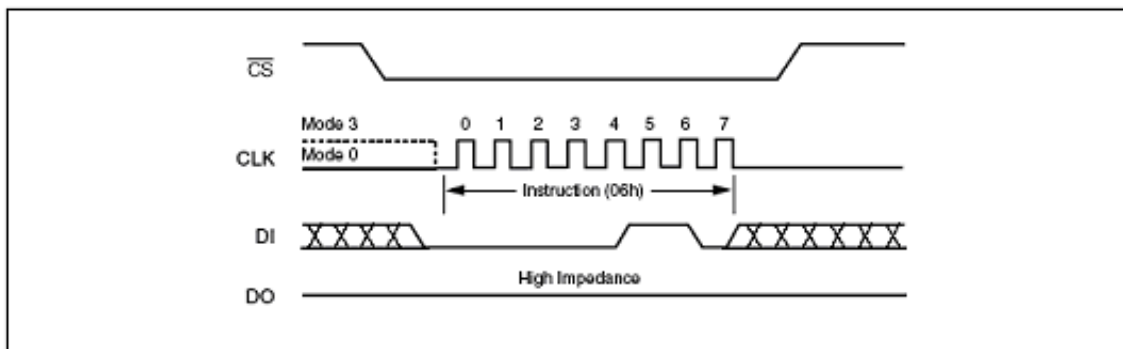 CS
Mode 3
0 1 2 3 4 5 6 7
Mode 0
CLK
Instruction (06h)
DI
High Impedance
DO